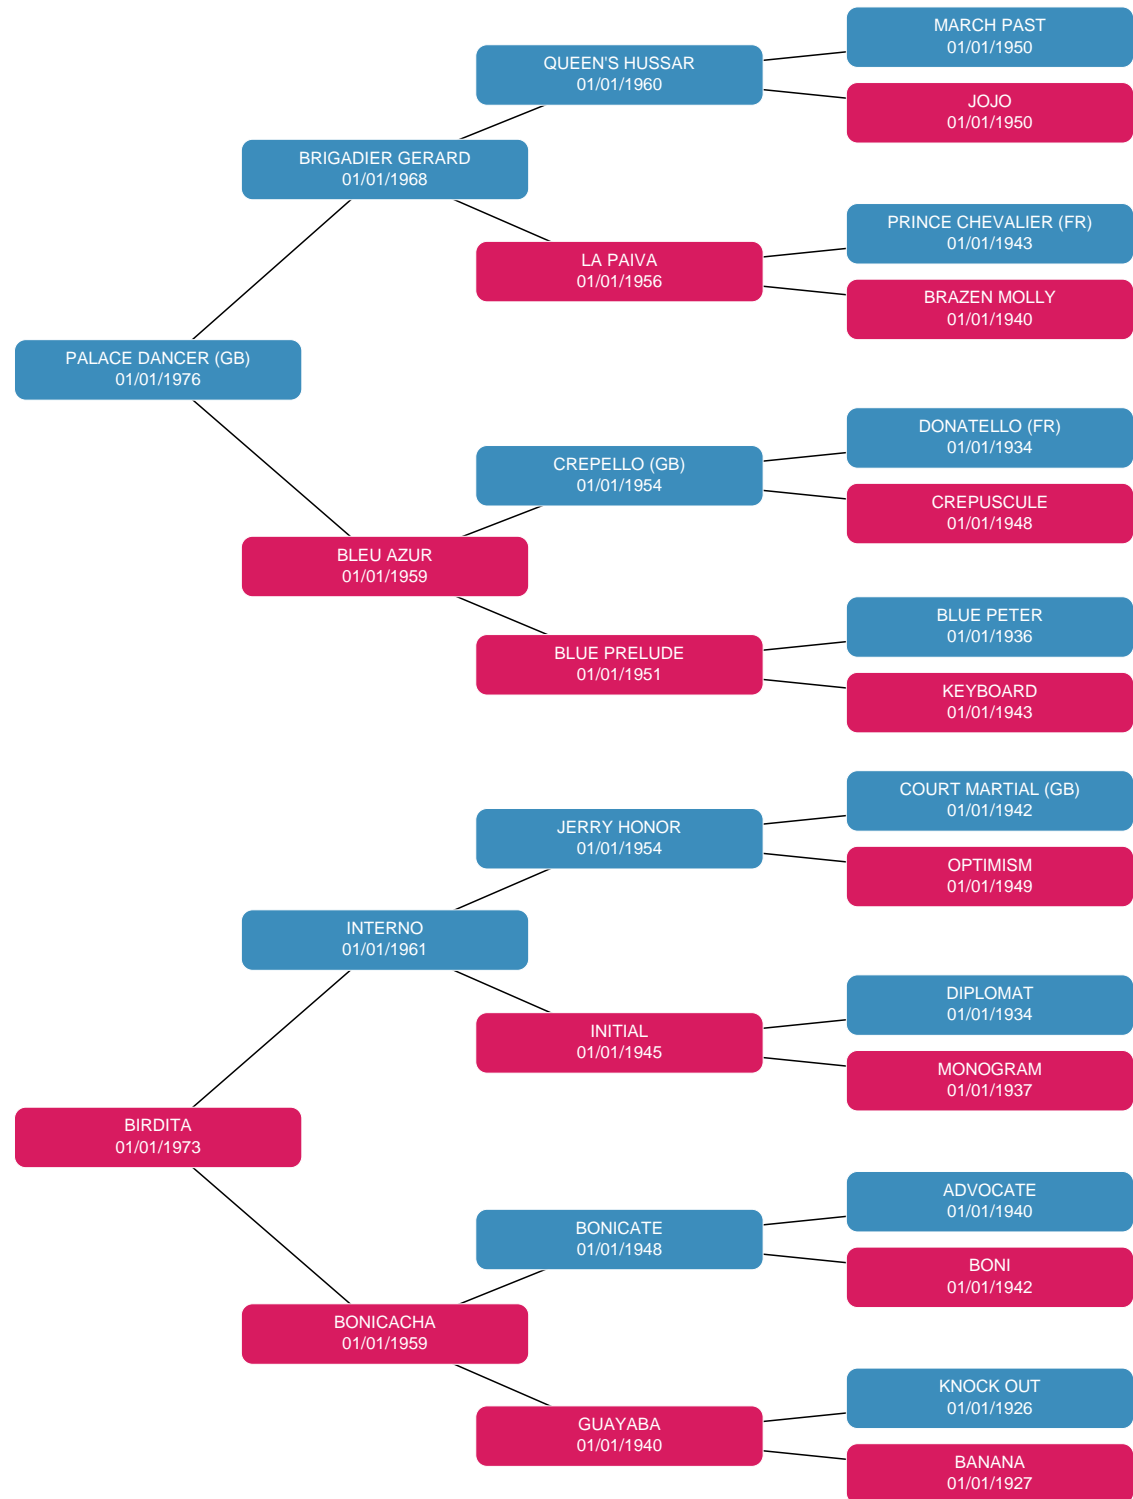 MARCH PAST
01/01/1950
QUEEN'S HUSSAR
01/01/1960
JOJO
01/01/1950
BRIGADIER GERARD
01/01/1968
PRINCE CHEVALIER (FR)
01/01/1943
LA PAIVA
01/01/1956
BRAZEN MOLLY
01/01/1940
PALACE DANCER (GB)
01/01/1976
DONATELLO (FR)
01/01/1934
CREPELLO (GB)
01/01/1954
CREPUSCULE
01/01/1948
BLEU AZUR
01/01/1959
BLUE PETER
01/01/1936
BLUE PRELUDE
01/01/1951
KEYBOARD
01/01/1943
COURT MARTIAL (GB)
01/01/1942
JERRY HONOR
01/01/1954
OPTIMISM
01/01/1949
INTERNO
01/01/1961
DIPLOMAT
01/01/1934
INITIAL
01/01/1945
MONOGRAM
01/01/1937
BIRDITA
01/01/1973
ADVOCATE
01/01/1940
BONICATE
01/01/1948
BONI
01/01/1942
BONICACHA
01/01/1959
KNOCK OUT
01/01/1926
GUAYABA
01/01/1940
BANANA
01/01/1927